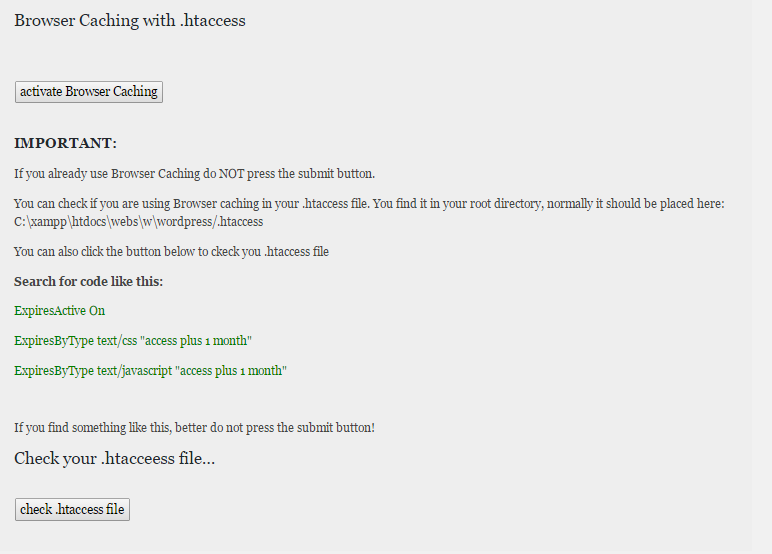 Browser Caching with .htaccess
activate Browser Caching
IMPORTANT:
If you already use Browser Caching do NOT press the submit button.
You can check if you are using Browser caching in your .htaccess file. You find it in your root directory, normally it should be placed here:
C:\xampp\htdocs\webs\w\wordpress/.htaccess
You can also click the button below to ckeck you .htaccess file
Search for code like this:
ExpiresActive On
ExpiresByType text/css "access plus 1 month"
ExpiresByType text/javascript "access plus 1 month"
If you find something like this, better do not press the submit button!
Check your .htacceess file...
check .htaccess file